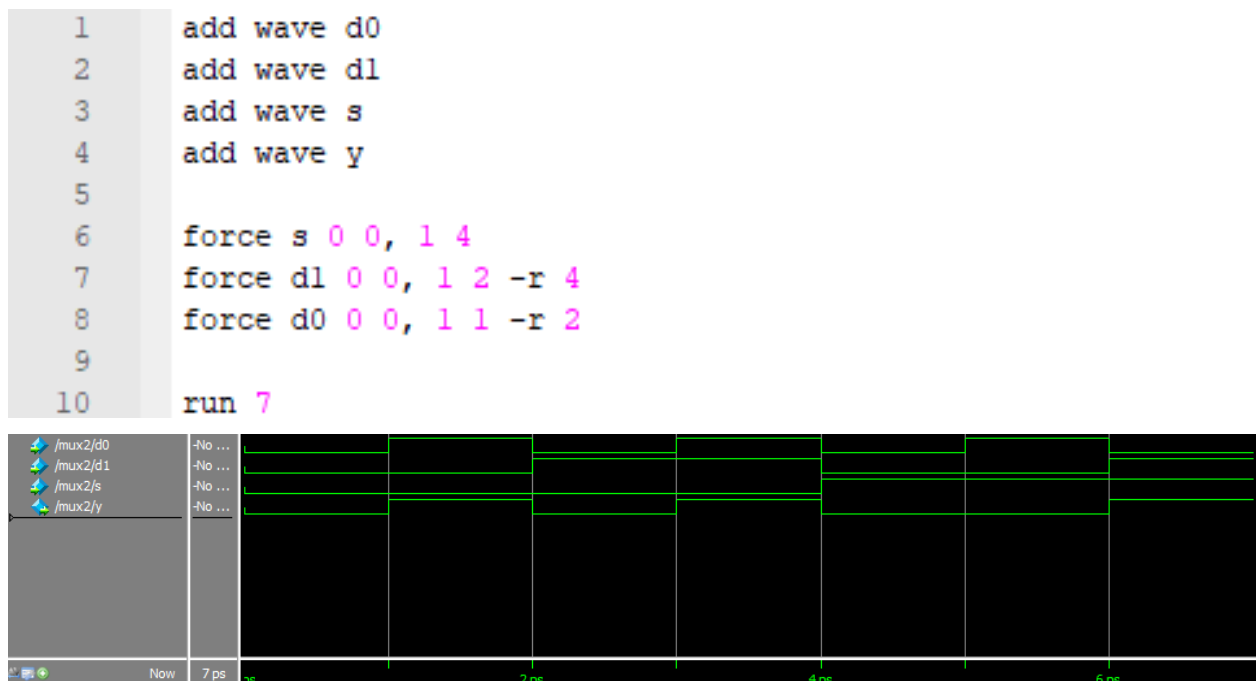 1 add wave d0
2 add wave d1
3 add wave s
4 add wave y
5
6 force s 0 0, 1 4
7 force d1 0 0, 1 2 -r 4
8 force d0 0 0, 1 1 -r 2
9
10 run 7
/mux2/d0 -No ...
/mux2/d1 -No ...
/mux2/s -No ...
/mux2/y -No ...
Now 7 ps ps 2 ps 4 ps 6 ps